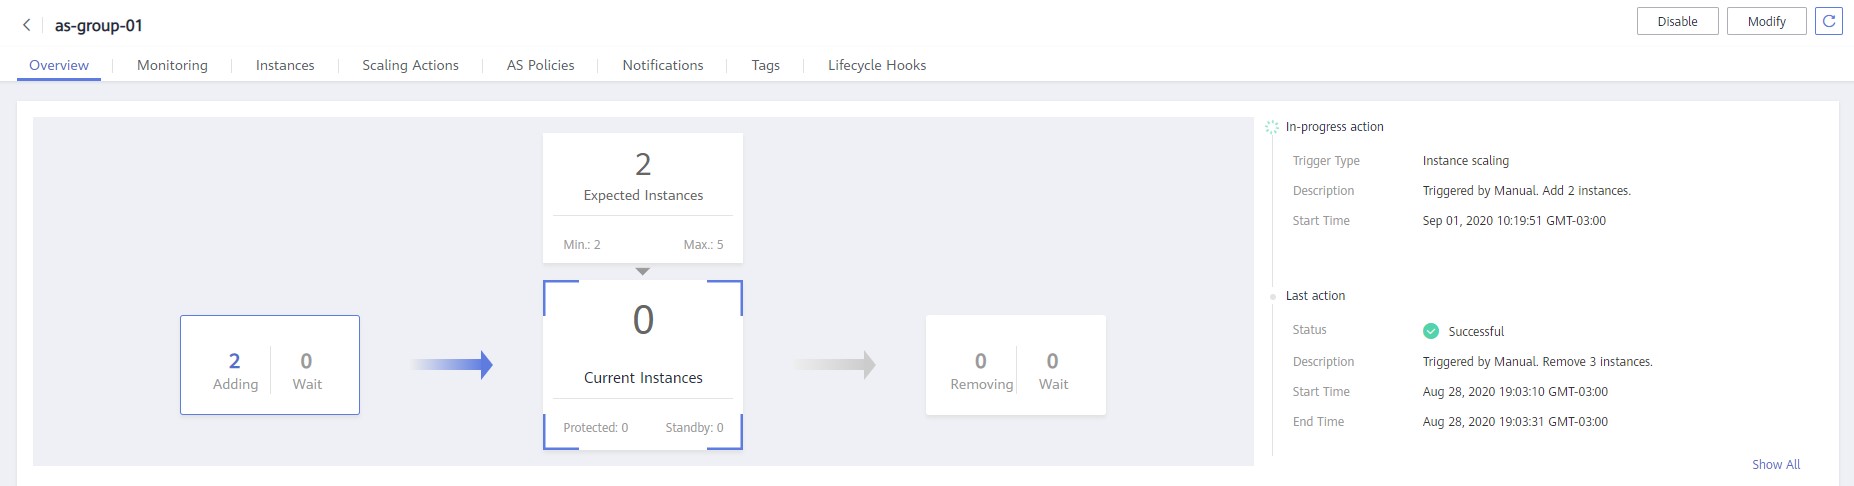 as-group-01
Disable
Modify
Overview
Monitoring
Instances
Scaling Actions
AS Policies
Notifications
Tags
Lifecycle Hooks
2
Expected Instances
Min.: 2
Max.: 5
2
Adding
0
Wait
0
Current Instances
Protected: 0
Standby: 0
0
Removing
0
Wait
In-progress action
Trigger Type Instance scaling
Description Triggered by Manual. Add 2 instances.
Start Time Sep 01, 2020 10:19:51 GMT-03:00
Last action
Status Successful
Description Triggered by Manual. Remove 3 instances.
Start Time Aug 28, 2020 19:03:10 GMT-03:00
End Time Aug 28, 2020 19:03:31 GMT-03:00
Show All